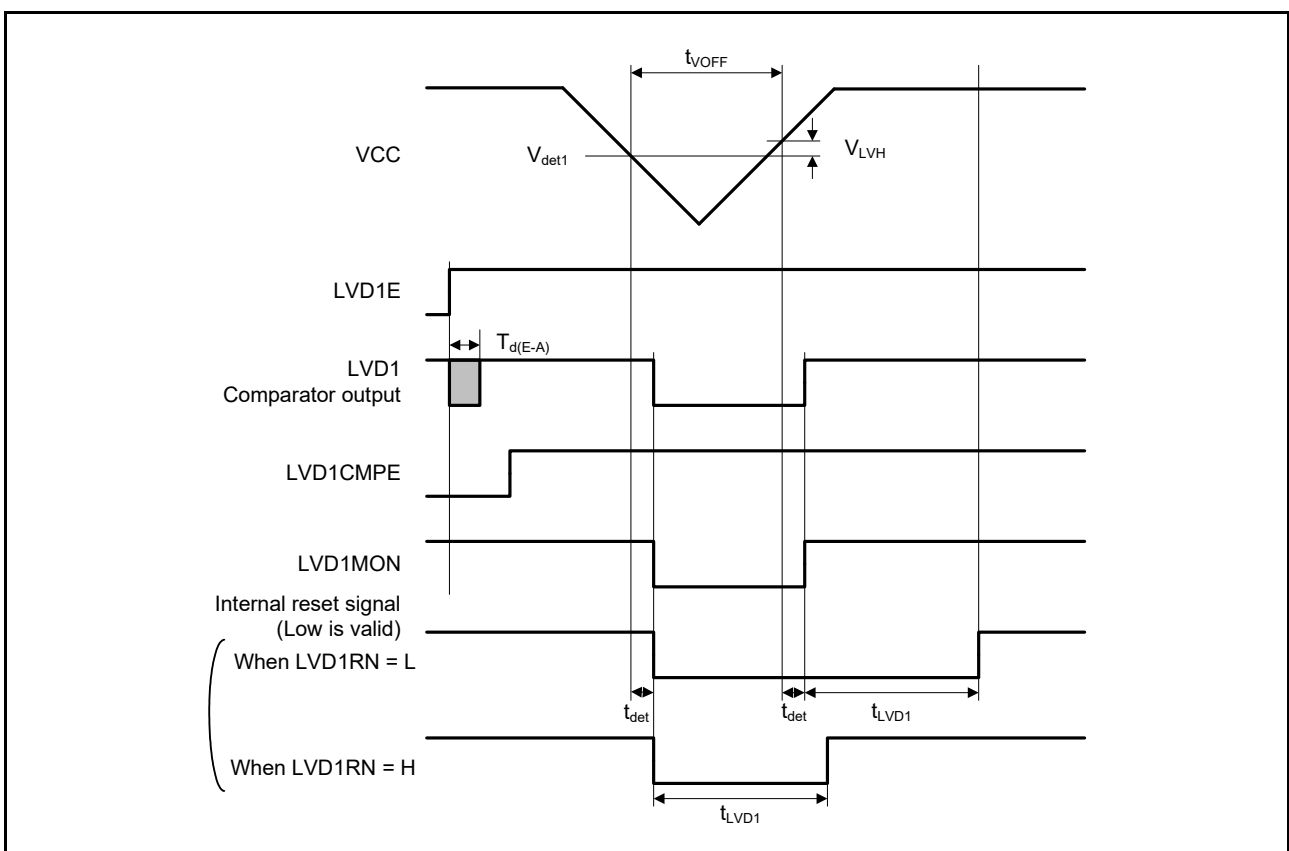 tVOFF
VCC
Vdet1
VLVH
LVD1E
Td(E-A)
LVD1
Comparator output
LVD1CMPE
LVD1MON
Internal reset signal
(Low is valid)
When LVD1RN = L
tdet
tdet
tLVD1
When LVD1RN = H
tLVD1